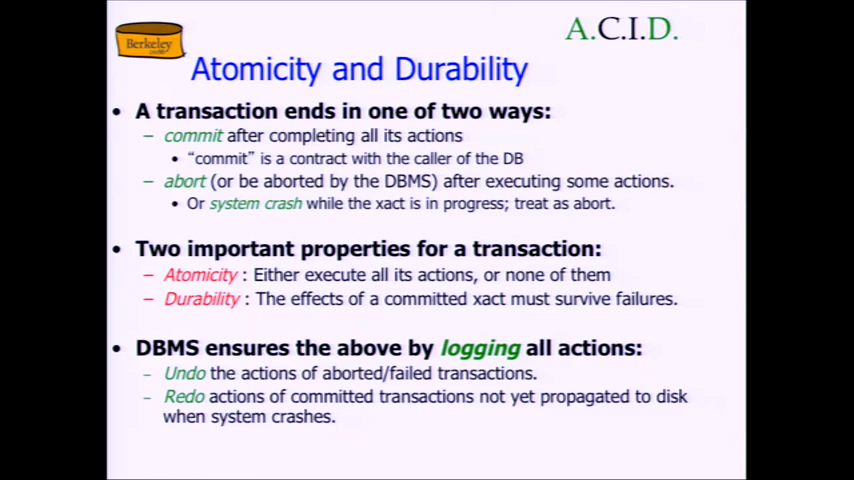 A.C.I.D.
Berkeley
Atomicity and Durability
• A transaction ends in one of two ways:
– commit after completing all its actions
• “commit” is a contract with the caller of the DB
– abort (or be aborted by the DBMS) after executing some actions.
• Or system crash while the xact is in progress; treat as abort.
• Two important properties for a transaction:
– Atomicity : Either execute all its actions, or none of them
– Durability : The effects of a committed xact must survive failures.
• DBMS ensures the above by logging all actions:
– Undo the actions of aborted/failed transactions.
– Redo actions of committed transactions not yet propagated to disk
when system crashes.